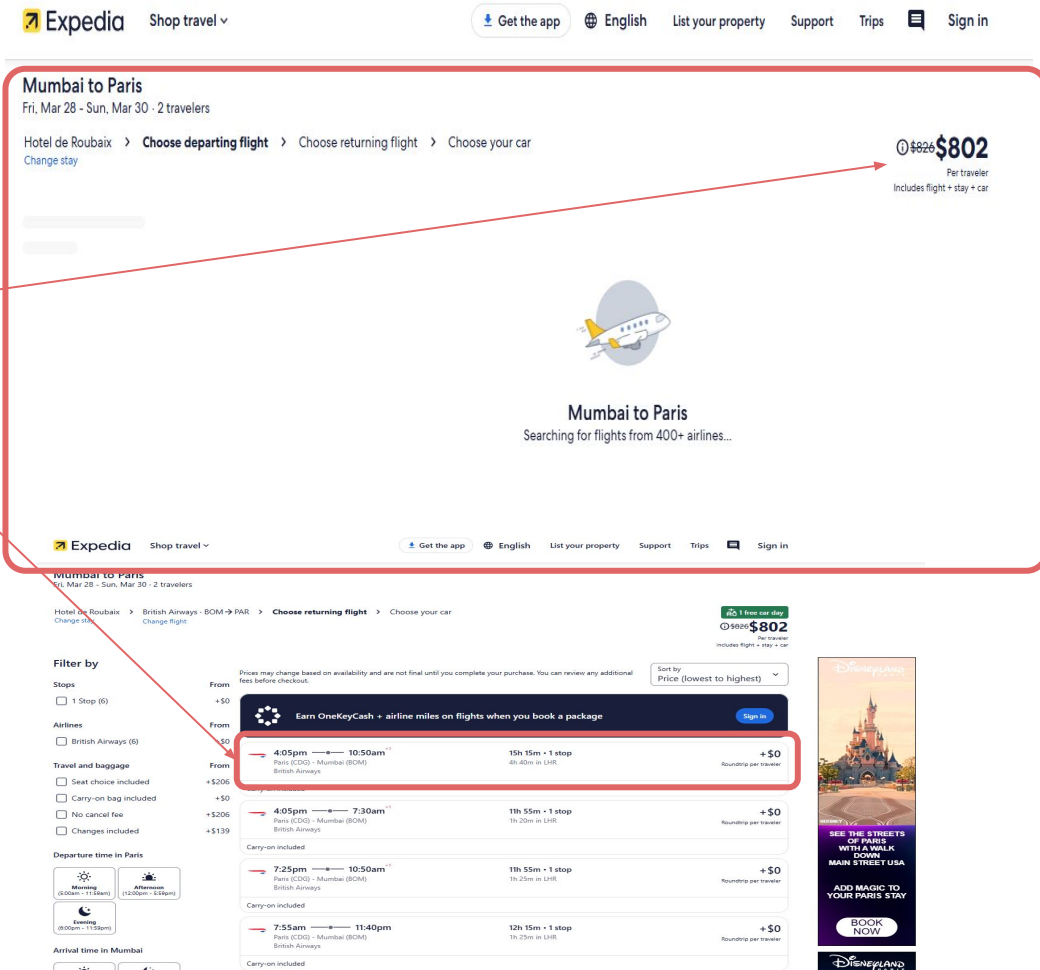 Expedia Shop travel Get the app English List your property Support Trips Sign in
Mumbai to Paris
Fri, Mar 28 - Sun, Mar 30 · 2 travelers
Hotel de Roubaix > Choose departing flight > Choose returning flight > Choose your car
Change stay
$826 $802
Per traveler
Includes flight + stay + car
Mumbai to Paris
Searching for flights from 400+ airlines...
Expedia Shop travel Get the app English List your property Support Trips Sign in
Mumbai to Paris
Fri, Mar 28 - Sun, Mar 30 · 2 travelers
Hotel de Roubaix > British Airways · BOM → PAR > Choose returning flight > Choose your car
Change stay Change flight
1 free car day
$826 $802
Per traveler
Includes flight + stay + car
Filter by
Stops From
1 Stop (6) +$0
Airlines From
British Airways (6) +$0
Travel and baggage From
Seat choice included +$206
Carry-on bag included +$0
No cancel fee +$206
Changes included +$139
Departure time in Paris
Morning
(5:00am - 11:59am)
Afternoon
(12:00pm - 5:59pm)
Evening
(6:00pm - 11:59pm)
Arrival time in Mumbai
Prices may change based on availability and are not final until you complete your purchase. You can review any additional
fees before checkout.
Sort by
Price (lowest to highest)
Earn OneKeyCash + airline miles on flights when you book a package Sign in
4:05pm 10:50am +1 15h 15m • 1 stop +$0
Paris (CDG) - Mumbai (BOM) 4h 40m in LHR Roundtrip per traveler
British Airways
Carry-on included
4:05pm 7:30am +1 11h 55m • 1 stop +$0
Paris (CDG) - Mumbai (BOM) 1h 20m in LHR Roundtrip per traveler
British Airways
Carry-on included
7:25pm 10:50am +1 11h 55m • 1 stop +$0
Paris (CDG) - Mumbai (BOM) 1h 25m in LHR Roundtrip per traveler
British Airways
Carry-on included
7:55am 11:40pm 12h 15m • 1 stop +$0
Paris (CDG) - Mumbai (BOM) 1h 25m in LHR Roundtrip per traveler
British Airways
Carry-on included
Disneyland
PARIS
SEE THE STREETS
OF PARIS
WITH A WALK
DOWN
MAIN STREET USA
ADD MAGIC TO
YOUR PARIS STAY
BOOK
NOW
Disneyland